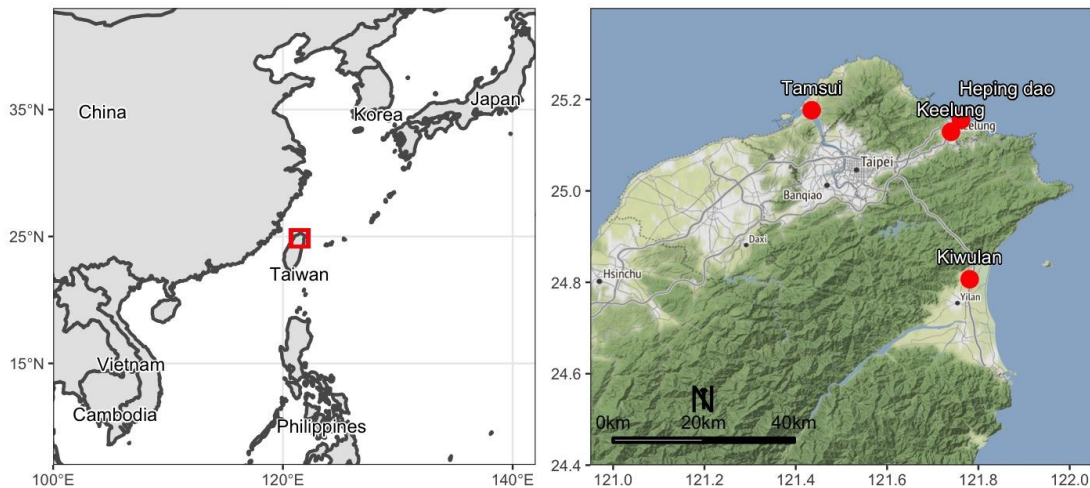 China
Korea
Japan
Taiwan
Vietnam
Cambodia
Philippines
35°N
25°N
15°N
100°E
120°E
140°E
Tamsui
Heping dao
Keelung
Taipei
Banqiao
Daxi
Hsinchu
Kiwulan
Yilan
N
0km 20km 40km
25.2
25.0
24.8
24.6
24.4
121.0 121.2 121.4 121.5 121.6 121.8 122.0